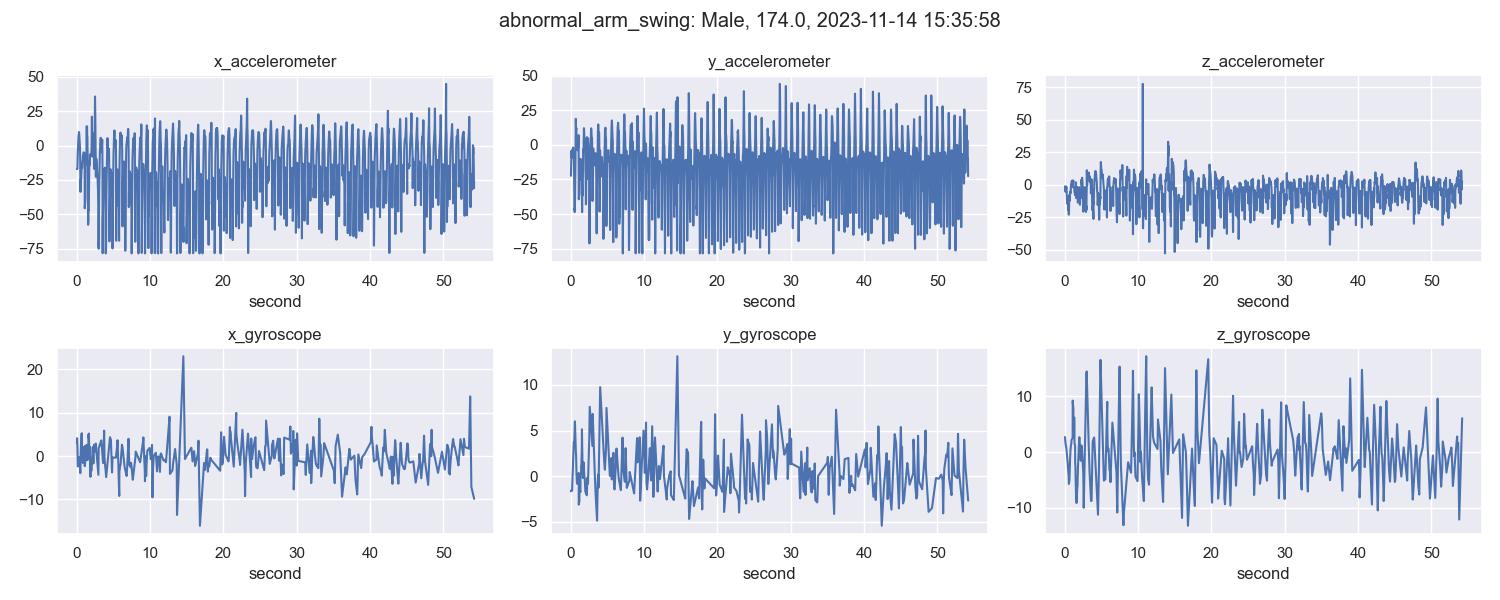 abnormal_arm_swing: Male, 174.0, 2023-11-14 15:35:58
x_accelerometer
50
25
0
−25
−50
−75
0 10 20 30 40 50
second
y_accelerometer
50
25
0
−25
−50
−75
0 10 20 30 40 50
second
z_accelerometer
75
50
25
0
−25
−50
0 10 20 30 40 50
second
x_gyroscope
20
10
0
−10
0 10 20 30 40 50
second
y_gyroscope
10
5
0
−5
0 10 20 30 40 50
second
z_gyroscope
10
0
−10
0 10 20 30 40 50
second